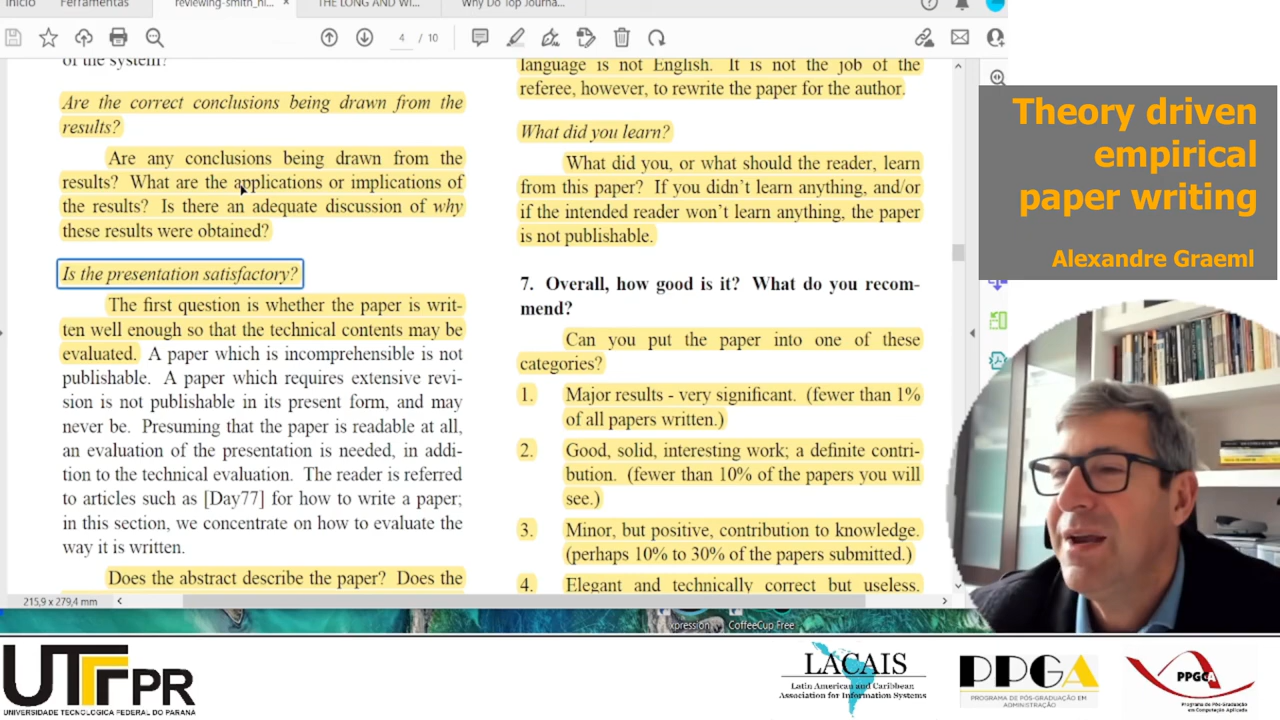 Início
Ferramentas
reviewing-smith_hi...
×
THE LONG AND WI...
Why Do Top Journa...
4 / 10
of the system?
Are the correct conclusions being drawn from the
results?
Are any conclusions being drawn from the
results? What are the applications or implications of
the results? Is there an adequate discussion of why
these results were obtained?
Is the presentation satisfactory?
The first question is whether the paper is writ-
ten well enough so that the technical contents may be
evaluated. A paper which is incomprehensible is not
publishable. A paper which requires extensive revi-
sion is not publishable in its present form, and may
never be. Presuming that the paper is readable at all,
an evaluation of the presentation is needed, in addi-
tion to the technical evaluation. The reader is referred
to articles such as [Day77] for how to write a paper;
in this section, we concentrate on how to evaluate the
way it is written.
Does the abstract describe the paper? Does the
language is not English. It is not the job of the
referee, however, to rewrite the paper for the author.
What did you learn?
What did you, or what should the reader, learn
from this paper? If you didn't learn anything, and/or
if the intended reader won't learn anything, the paper
is not publishable.
7. Overall, how good is it? What do you recom-
mend?
Can you put the paper into one of these
categories?
1. Major results - very significant. (fewer than 1%
of all papers written.)
2. Good, solid, interesting work; a definite contri-
bution. (fewer than 10% of the papers you will
see.)
3. Minor, but positive, contribution to knowledge.
(perhaps 10% to 30% of the papers submitted.)
4. Elegant and technically correct but useless.
215,9 x 279,4 mm
xpression
CoffeeCup Free
Theory driven
empirical
paper writing
Alexandre Graeml
UTFPR
UNIVERSIDADE TECNOLÓGICA FEDERAL DO PARANÁ
LACAIS
Latin American and Caribbean
Association for Information Systems
PPGA
PROGRAMA DE PÓS-GRADUAÇÃO EM
ADMINISTRAÇÃO
PPGCA
Programa de Pós-Graduação
em Computação Aplicada